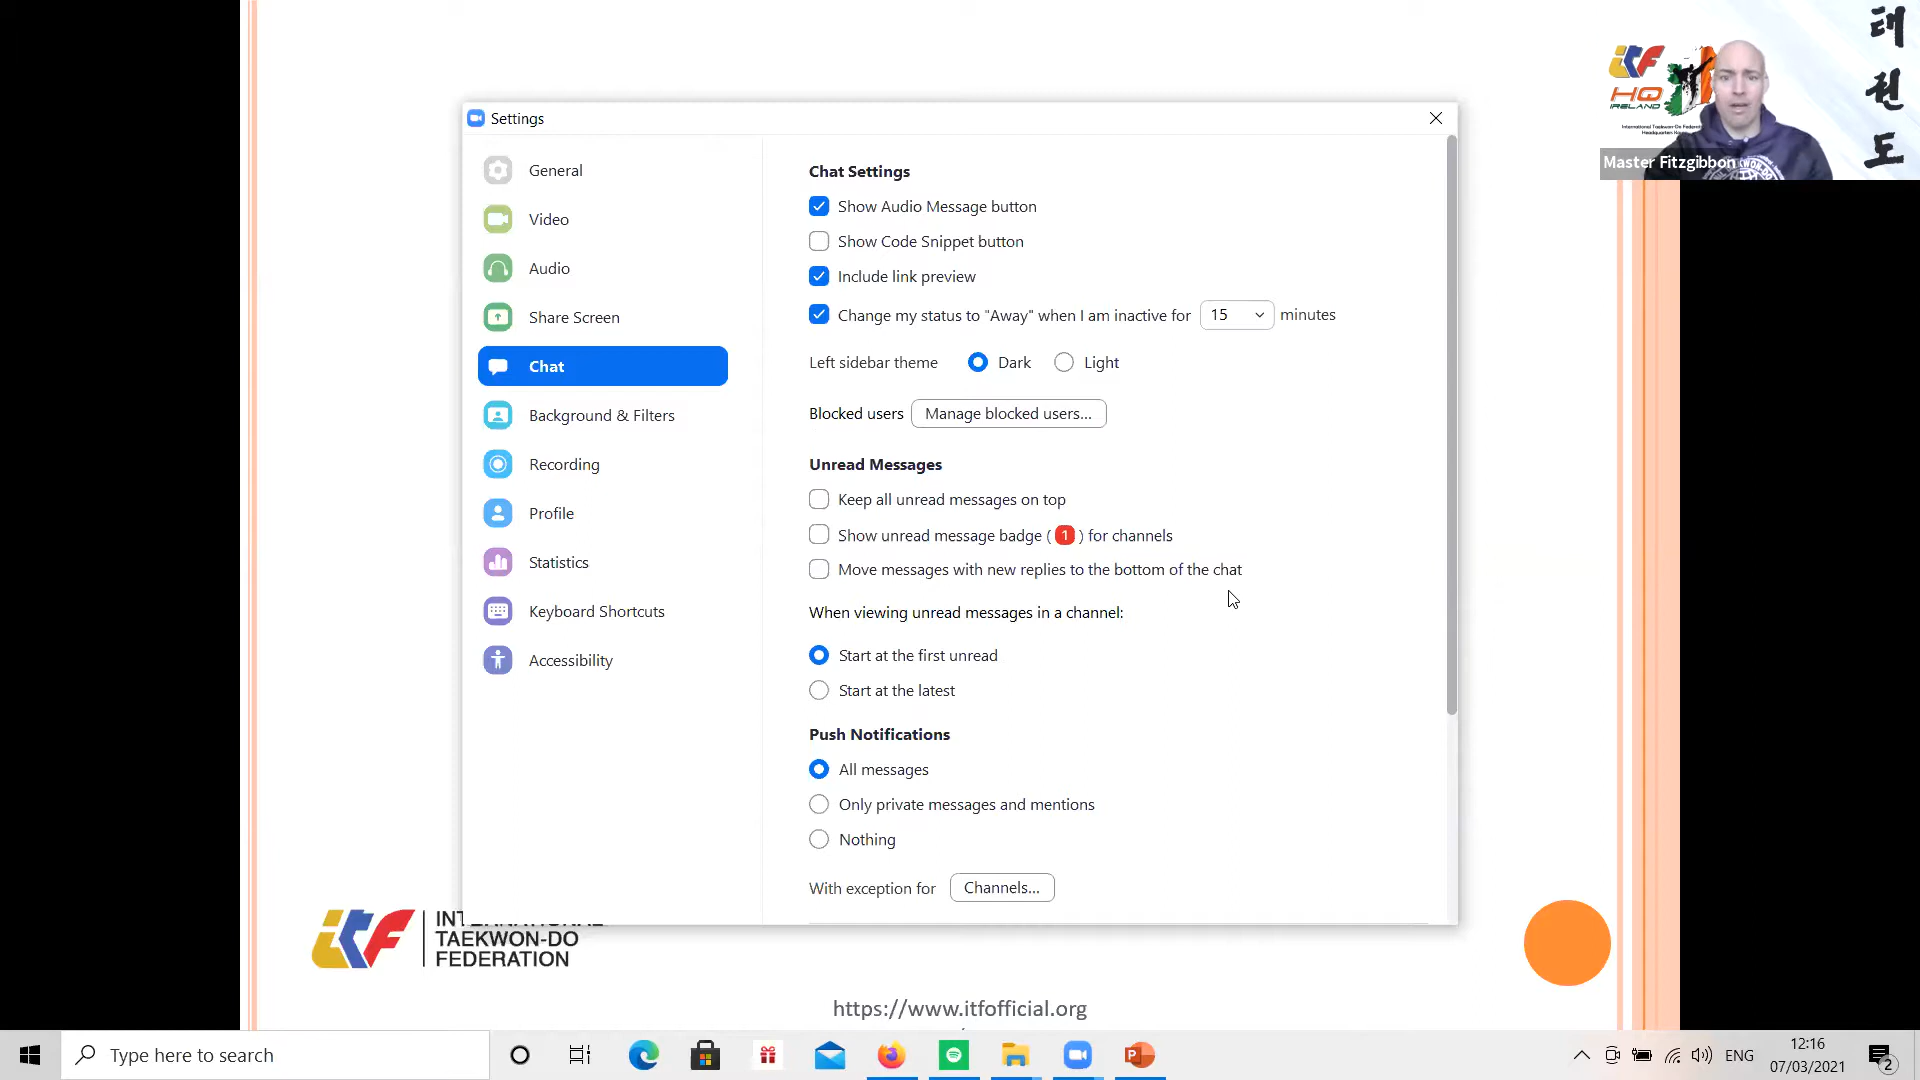 Settings
General
Video
Audio
Share Screen
Chat
Background & Filters
Recording
Profile
Statistics
Keyboard Shortcuts
Accessibility
Chat Settings
Show Audio Message button
Show Code Snippet button
Include link preview
Change my status to "Away" when I am inactive for 15 minutes
Left sidebar theme Dark Light
Blocked users Manage blocked users...
Unread Messages
Keep all unread messages on top
Show unread message badge ( 1 ) for channels
Move messages with new replies to the bottom of the chat
When viewing unread messages in a channel:
Start at the first unread
Start at the latest
Push Notifications
All messages
Only private messages and mentions
Nothing
With exception for Channels...
itf
HQ
IRELAND
태권도
Master Fitzgibbon
itf
TAEKWON-DO
FEDERATION
https://www.itfofficial.org
Type here to search
ENG
12:16
07/03/2021
2